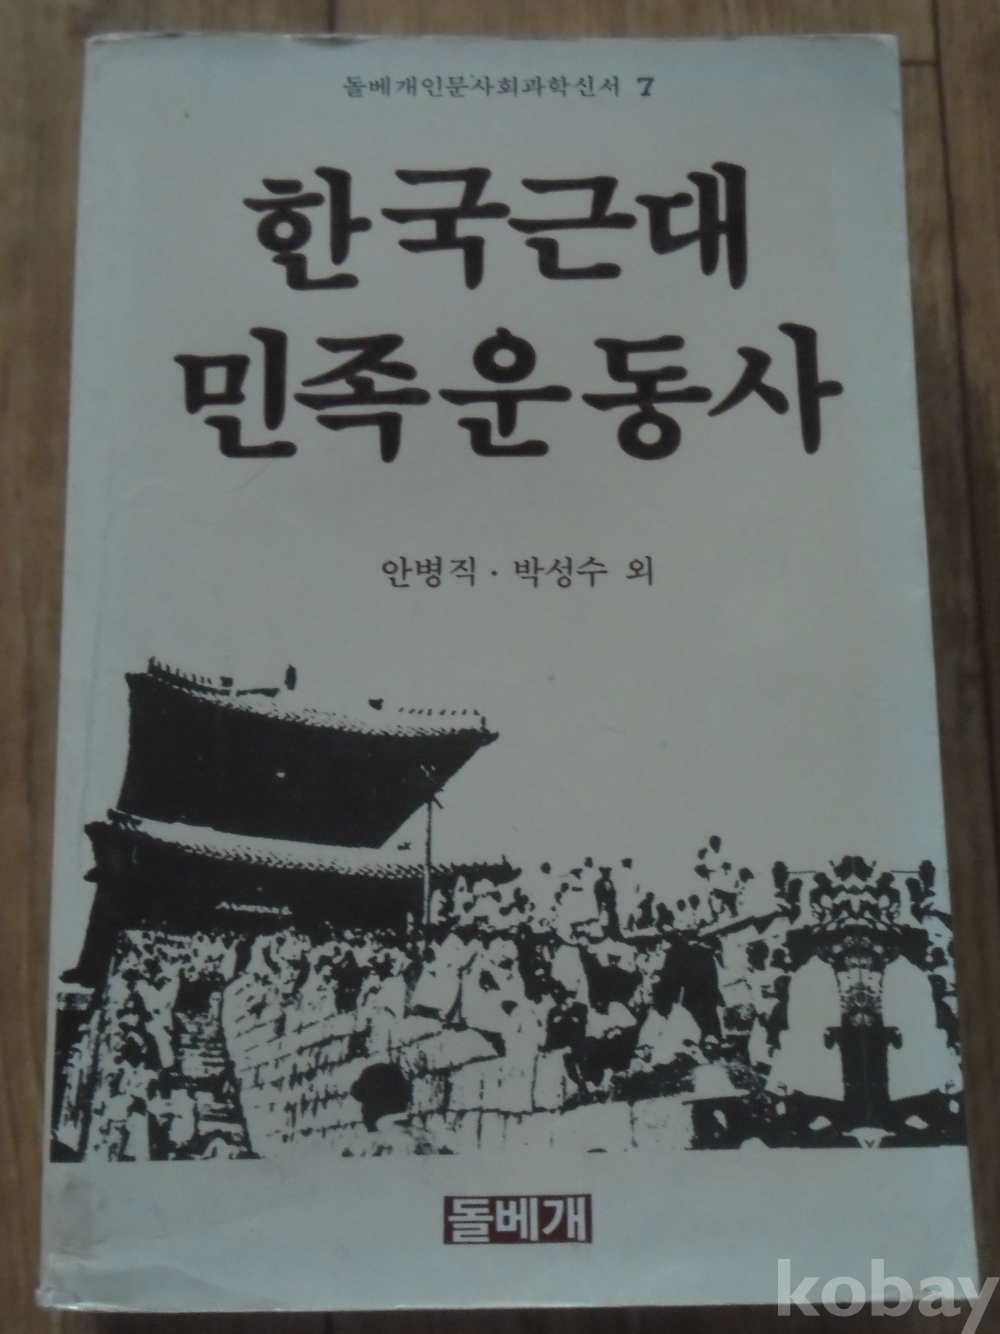 돌베개인문사회과학신서 7
한국근대
민족운동사
안병직·박성수 외
돌베개
kobay